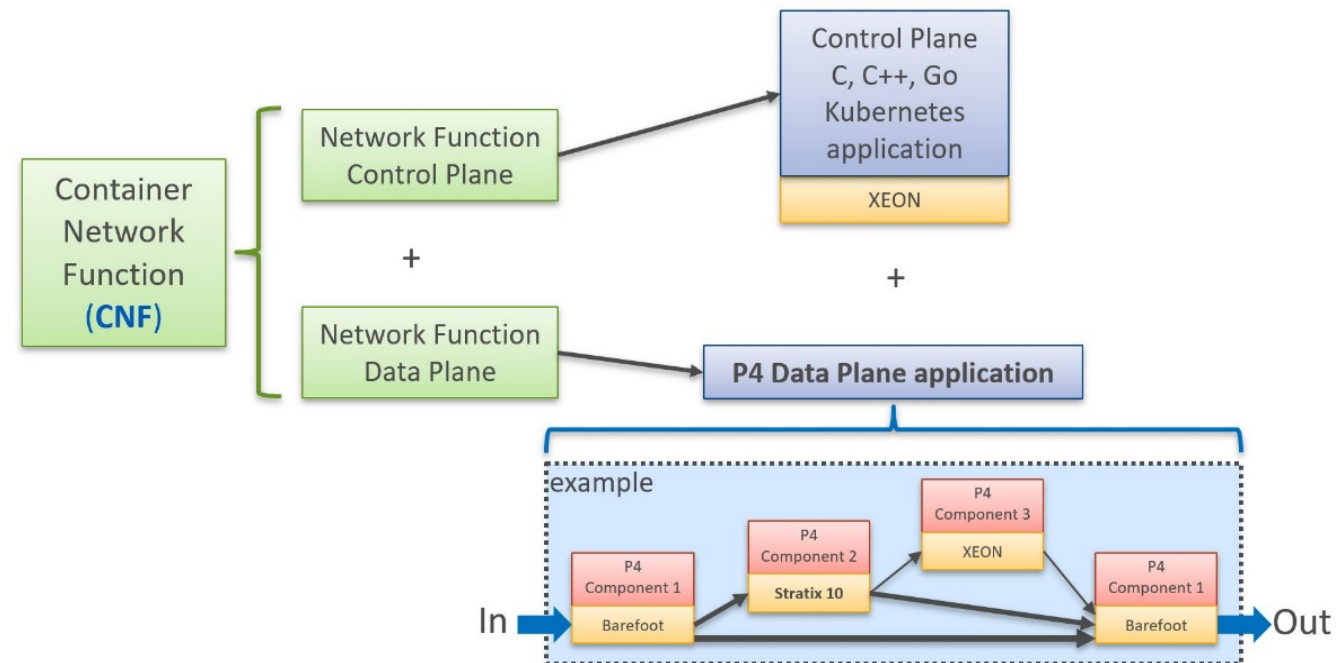 Container
Network
Function
(CNF)
Network Function
Control Plane
+
Network Function
Data Plane
Control Plane
C, C++, Go
Kubernetes
application
XEON
+
P4 Data Plane application
example
In
P4
Component 1
Barefoot
P4
Component 2
Stratix 10
P4
Component 3
XEON
P4
Component 1
Barefoot
Out